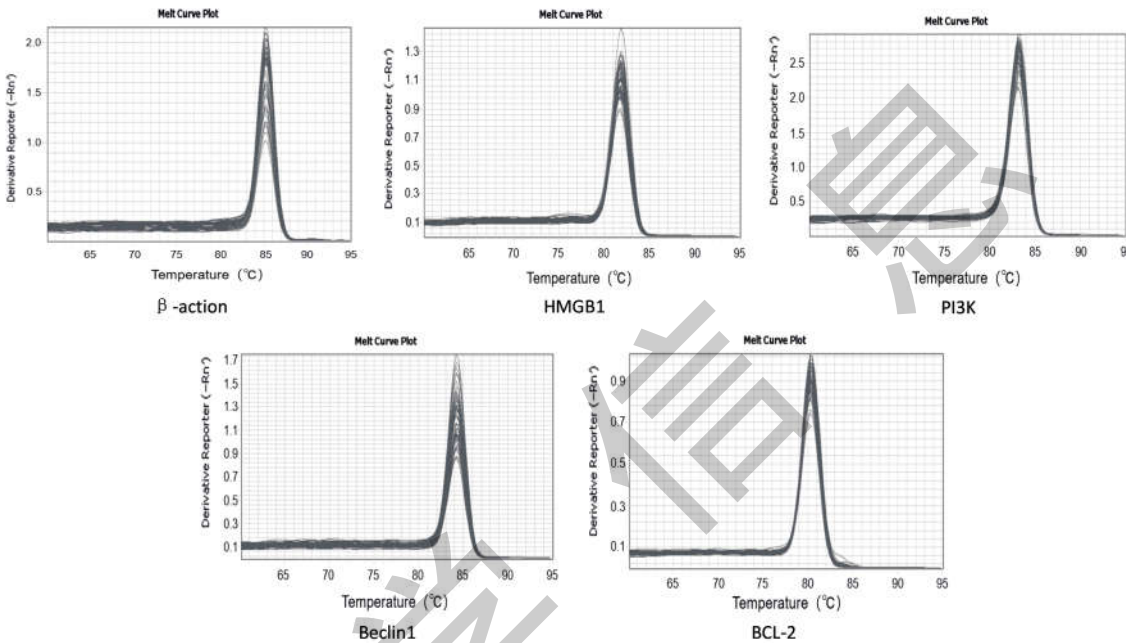 Melt Curve Plot
Derivative Reporter (-Rn')
2.0
1.5
1.0
0.5
65 70 75 80 85 90 95
Temperature (℃)
β-action
Melt Curve Plot
Derivative Reporter (-Rn')
1.3
1.1
0.9
0.7
0.5
0.3
0.1
65 70 75 80 85 90 95
Temperature (℃)
HMGB1
Melt Curve Plot
Derivative Reporter (-Rn')
2.5
2.0
1.5
1.0
0.5
65 70 75 80 85 90 95
Temperature (℃)
PI3K
Melt Curve Plot
Derivative Reporter (-Rn')
1.7
1.5
1.3
1.1
0.9
0.7
0.5
0.3
0.1
65 70 75 80 85 90 95
Temperature (℃)
Beclin1
Melt Curve Plot
Derivative Reporter (-Rn')
0.9
0.7
0.5
0.3
0.1
65 70 75 80 85 90 95
Temperature (℃)
BCL-2
信息